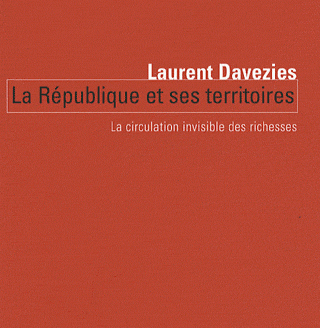 Laurent Davezies
La République et ses territoires
La circulation invisible des richesses